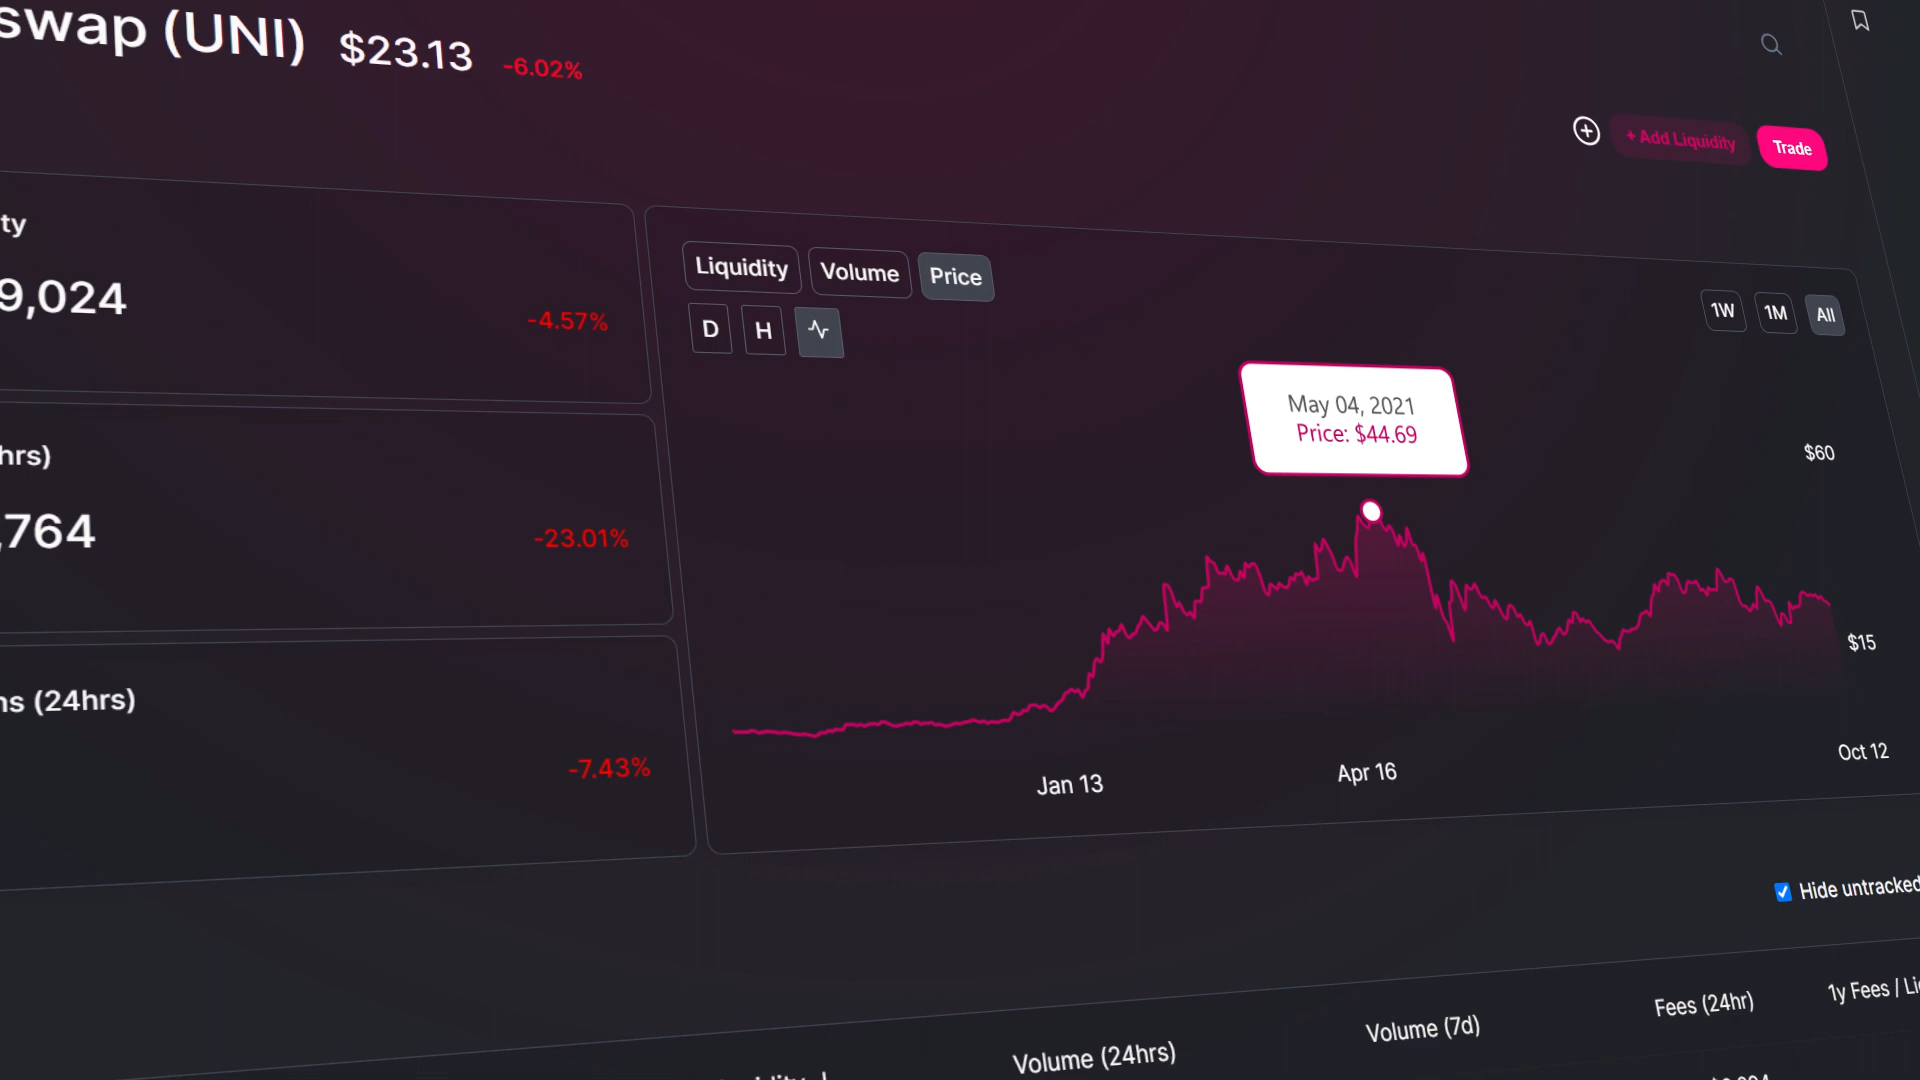 swap (UNI) $23.13 -6.02%
+ Add Liquidity Trade
ty
9,024 -4.57%
hrs)
,764 -23.01%
ns (24hrs)
-7.43%
Liquidity Volume Price
D H
1W 1M All
May 04, 2021
Price: $44.69
$60
$15
Jan 13 Apr 16 Oct 12
Hide untracked
Volume (24hrs) Volume (7d) Fees (24hr) 1y Fees / Li